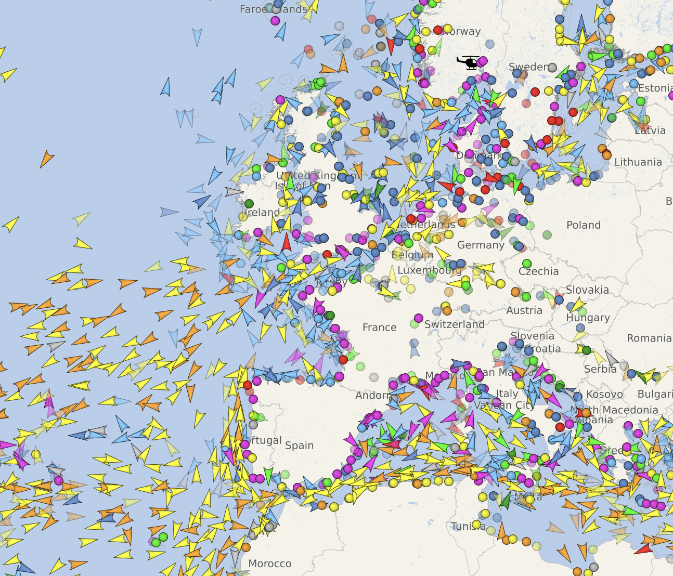 Faroe Islands
Norway
Sweden
Estonia
Latvia
Lithuania
United
Isle of Man
Ireland
Netherlands
Poland
Germany
Belgium
Luxembourg
Czechia
Slovakia
Austria
Hungary
France
Switzerland
Slovenia
Croatia
Romania
Serbia
Andorra
Italy
Vatican City
Kosovo
Bulgari
North Macedonia
Albania
Portugal
Spain
Tunisia
Morocco